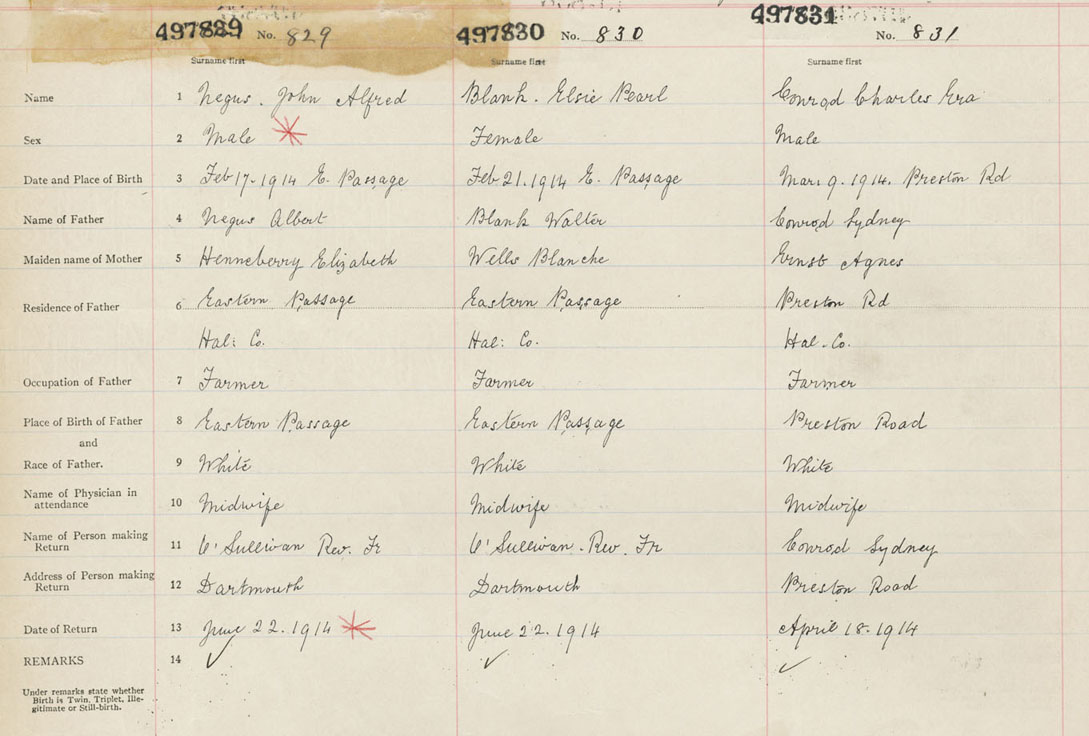 497829 No. 829 497830 No. 830 497831 No. 831
Surname first Surname first Surname first
Name 1 Negus. John Alfred Blank. Elsie Pearl Conrod Charles Ezra
Sex 2 Male Female Male
Date and Place of Birth 3 Feb 17-1914 E. Passage Feb 21.1914 E. Passage Mar. 9.1914. Preston Rd
Name of Father 4 Negus Albert Blank Walter Conrod Sydney
Maiden name of Mother 5 Henneberry Elizabeth Wells Blanche Ernst Agnes
Residence of Father 6 Eastern Passage Eastern Passage Preston Rd
Hal: Co. Hal: Co. Hal. Co.
Occupation of Father 7 Farmer Farmer Farmer
Place of Birth of Father 8 Eastern Passage Eastern Passage Preston Road
and
Race of Father. 9 White White White
Name of Physician in
attendance 10 Midwife Midwife Midwife
Name of Person making
Return 11 O'Sullivan Rev. Fr O'Sullivan. Rev. Fr Conrod Sydney
Address of Person making
Return 12 Dartmouth Dartmouth Preston Road
Date of Return 13 June 22.1914 June 22.1914 April 18.1914
REMARKS 14 ✓ ✓ ✓
Under remarks state whether
Birth is Twin, Triplet, Ille-
gitimate or Still-birth.